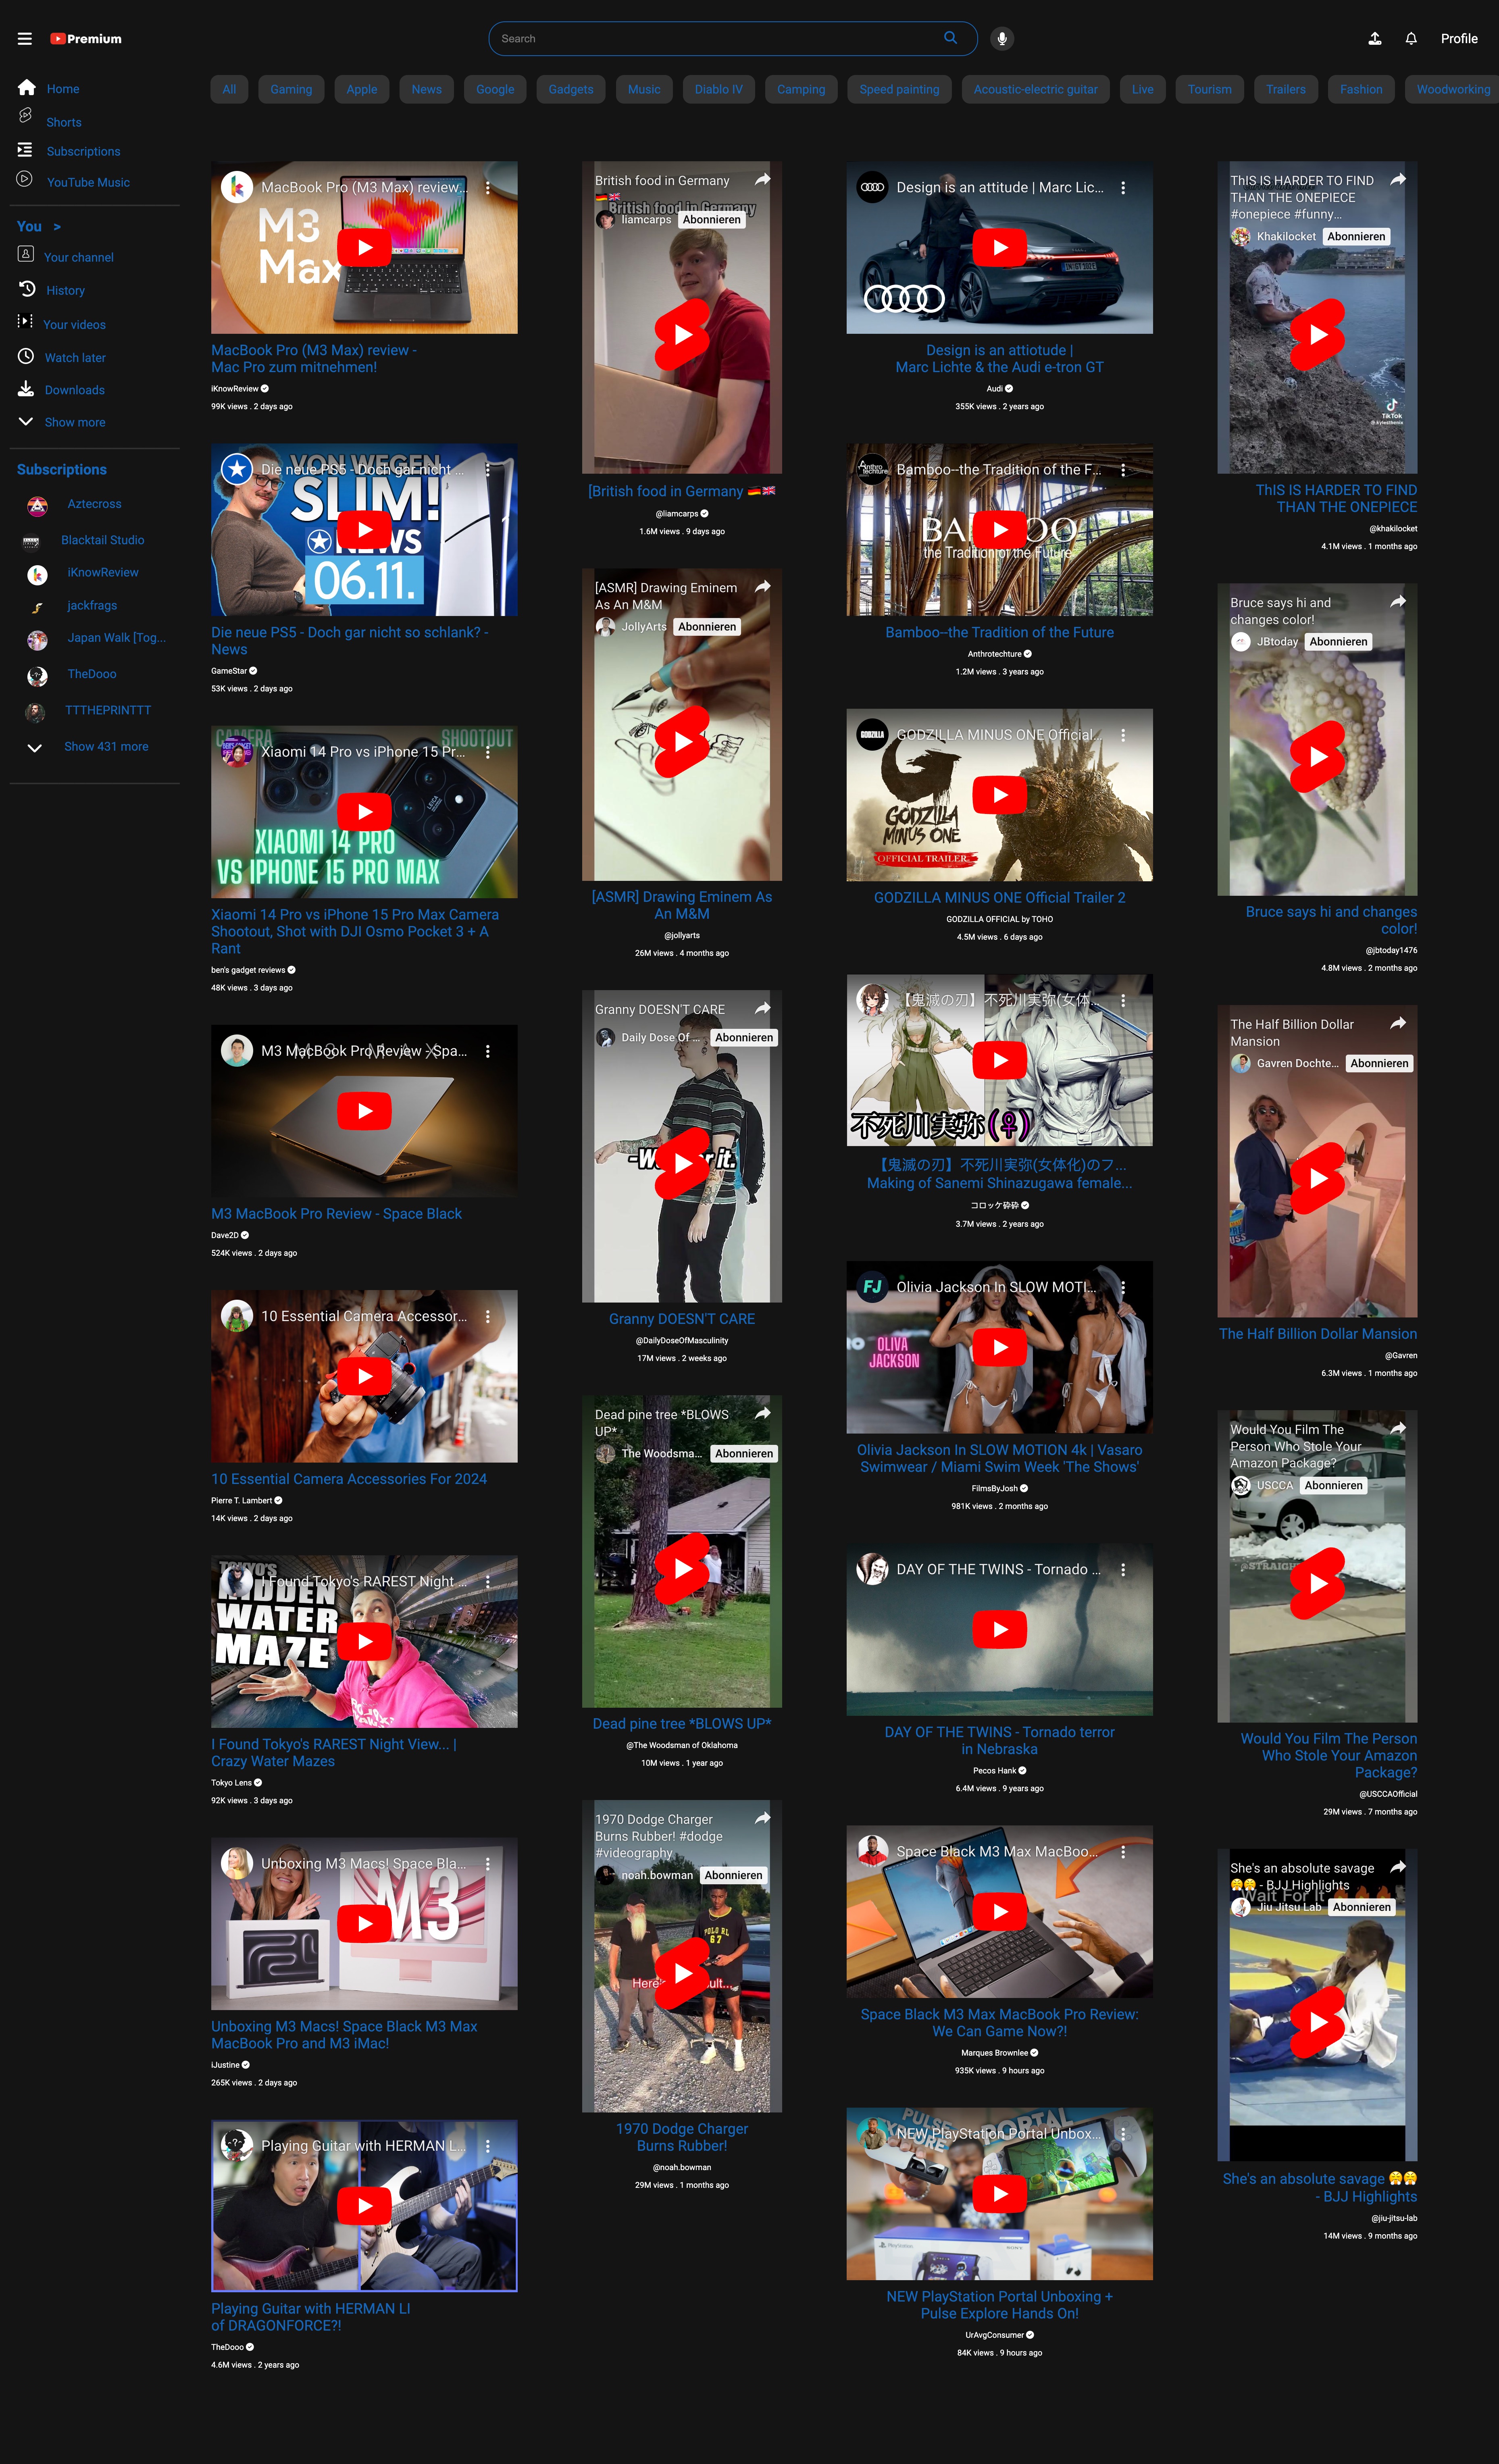 Premium
Search
Profile
Home
Shorts
Subscriptions
YouTube Music
You >
Your channel
History
Your videos
Watch later
Downloads
Show more
Subscriptions
Aztecross
Blacktail Studio
iKnowReview
jackfrags
Japan Walk [Tog...
TheDooo
TTTHEPRINTTT
Show 431 more
All
Gaming
Apple
News
Google
Gadgets
Music
Diablo IV
Camping
Speed painting
Acoustic-electric guitar
Live
Tourism
Trailers
Fashion
Woodworking
MacBook Pro (M3 Max) review...
M3
Max
MacBook Pro (M3 Max) review -
Mac Pro zum mitnehmen!
iKnowReview
99K views . 2 days ago
Die neue PS5 - Doch gar nicht ...
VON WEGEN
SLIM!
NEWS
06.11.
Die neue PS5 - Doch gar nicht so schlank? -
News
GameStar
53K views . 2 days ago
CAMERA SHOOTOUT
Xiaomi 14 Pro vs iPhone 15 Pr...
LEICA
XIAOMI 14 PRO
VS IPHONE 15 PRO MAX
Xiaomi 14 Pro vs iPhone 15 Pro Max Camera
Shootout, Shot with DJI Osmo Pocket 3 + A
Rant
ben's gadget reviews
48K views . 3 days ago
M3 MacBook Pro Review - Spa...
M3 MacBook Pro Review - Space Black
Dave2D
524K views . 2 days ago
10 Essential Camera Accessor...
10 Essential Camera Accessories For 2024
Pierre T. Lambert
14K views . 2 days ago
I Found Tokyo's RAREST Night ...
TOKYO'S
HIDDEN
WATER
MAZE
I Found Tokyo's RAREST Night View... |
Crazy Water Mazes
Tokyo Lens
92K views . 3 days ago
Unboxing M3 Macs! Space Bla...
M3
Unboxing M3 Macs! Space Black M3 Max
MacBook Pro and M3 iMac!
iJustine
265K views . 2 days ago
-?-
Playing Guitar with HERMAN L...
Playing Guitar with HERMAN LI
of DRAGONFORCE?!
TheDooo
4.6M views . 2 years ago
British food in Germany
🇩🇪🇬🇧
British food in Germany
liamcarps Abonnieren
[British food in Germany 🇩🇪🇬🇧
@liamcarps
1.6M views . 9 days ago
[ASMR] Drawing Eminem
As An M&M
JollyArts Abonnieren
[ASMR] Drawing Eminem As
An M&M
@jollyarts
26M views . 4 months ago
Granny DOESN'T CARE
Daily Dose Of ... Abonnieren
Granny DOESN'T CARE
@DailyDoseOfMasculinity
17M views . 2 weeks ago
Dead pine tree *BLOWS
UP*
The Woodsma... Abonnieren
Dead pine tree *BLOWS UP*
@The Woodsman of Oklahoma
10M views . 1 year ago
1970 Dodge Charger
Burns Rubber! #dodge
#videography
noah.bowman Abonnieren
POLO RL
67
1970 Dodge Charger
Burns Rubber!
@noah.bowman
29M views . 1 months ago
Design is an attitude | Marc Lic...
Design is an attiotude |
Marc Lichte & the Audi e-tron GT
Audi
355K views . 2 years ago
Anthro
techture
Bamboo--the Tradition of the F...
the Tradition of the Future
Bamboo--the Tradition of the Future
Anthrotechture
1.2M views . 3 years ago
GODZILLA
GODZILLA MINUS ONE Official...
GODZILLA
MINUS ONE
OFFICIAL TRAILER
GODZILLA MINUS ONE Official Trailer 2
GODZILLA OFFICIAL by TOHO
4.5M views . 6 days ago
【鬼滅の刃】不死川実弥(女体...
不死川実弥(♀)
【鬼滅の刃】不死川実弥(女体化)のフ...
Making of Sanemi Shinazugawa female...
コロッケ砕砕
3.7M views . 2 years ago
FJ
Olivia Jackson In SLOW MOTI...
OLIVIA
JACKSON
Olivia Jackson In SLOW MOTION 4k | Vasaro
Swimwear / Miami Swim Week 'The Shows'
FilmsByJosh
981K views . 2 months ago
DAY OF THE TWINS - Tornado ...
DAY OF THE TWINS - Tornado terror
in Nebraska
Pecos Hank
6.4M views . 9 years ago
Space Black M3 Max MacBoo...
Space Black M3 Max MacBook Pro Review:
We Can Game Now?!
Marques Brownlee
935K views . 9 hours ago
PULSE
EXPLORE
PORTAL
NEW PlayStation Portal Unbox...
SONY
NEW PlayStation Portal Unboxing +
Pulse Explore Hands On!
UrAvgConsumer
84K views . 9 hours ago
ThIS IS HARDER TO FIND
THAN THE ONEPIECE
#onepiece #funny...
Khakilocket Abonnieren
TikTok
ThIS IS HARDER TO FIND
THAN THE ONEPIECE
@khakilocket
4.1M views . 1 months ago
Bruce says hi and
changes color!
JBtoday Abonnieren
Bruce says hi and changes
color!
@jbtoday1476
4.8M views . 2 months ago
The Half Billion Dollar
Mansion
Gavren Dochte... Abonnieren
The Half Billion Dollar Mansion
@Gavren
6.3M views . 1 months ago
Would You Film The
Person Who Stole Your
Amazon Package?
USCCA Abonnieren
Would You Film The Person
Who Stole Your Amazon
Package?
@USCCAOfficial
29M views . 7 months ago
She's an absolute savage
😤😤 - BJJ Highlights
Wait For It
Jiu Jitsu Lab Abonnieren
She's an absolute savage 😤😤
- BJJ Highlights
@jiu-jitsu-lab
14M views . 9 months ago